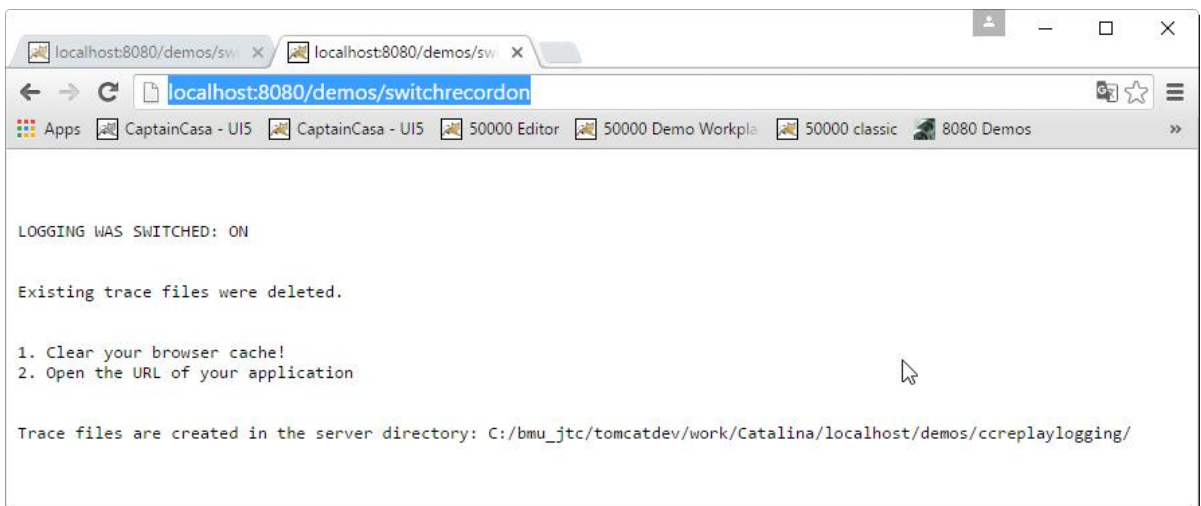 localhost:8080/demos/sw
localhost:8080/demos/sw
localhost:8080/demos/switchrecordon
Apps CaptainCasa - UI5 CaptainCasa - UI5 50000 Editor 50000 Demo Workpla 50000 classic 8080 Demos »
LOGGING WAS SWITCHED: ON
Existing trace files were deleted.
1. Clear your browser cache!
2. Open the URL of your application
Trace files are created in the server directory: C:/bmu_jtc/tomcatdev/work/Catalina/localhost/demos/ccreplaylogging/